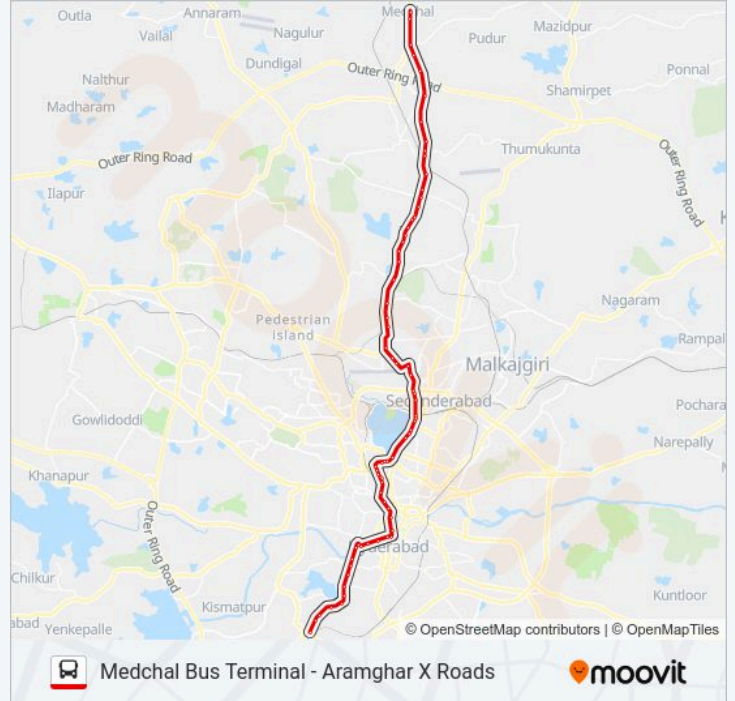 Outla
Annaram
Medchal
Vailal
Nagulur
Pudur
Mazidpur
Dundigal
Outer Ring Road
Ponnal
Nalthur
Shamirpet
Madharam
Thumukunta
Outer Ring Road
Outer Ring Road
Ilapur
Nagaram
Pedestrian
island
Rampal
Malkajgiri
Secunderabad
Pochara
Gowlidoddi
Narepally
Khanapur
Outer Ring Road
derabad
Chilkur
Kismatpur
Kuntloor
abad
Yenkepalle
© OpenStreetMap contributors | © OpenMapTiles
Medchal Bus Terminal - Aramghar X Roads
moovit